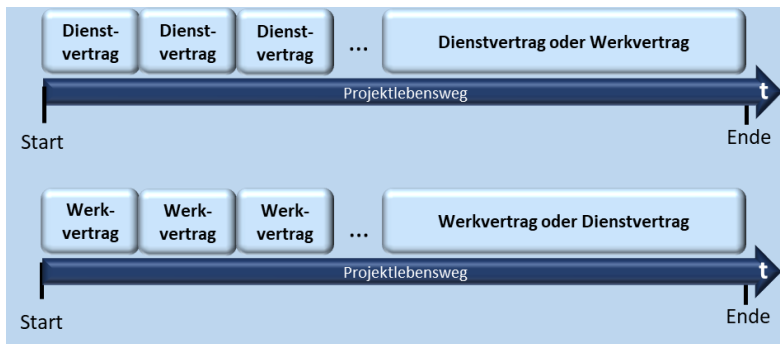 Dienst-
vertrag
Dienst-
vertrag
Dienst-
vertrag
...
Dienstvertrag oder Werkvertrag
Projektlebensweg
t
Start
Ende
Werk-
vertrag
Werk-
vertrag
Werk-
vertrag
...
Werkvertrag oder Dienstvertrag
Projektlebensweg
t
Start
Ende